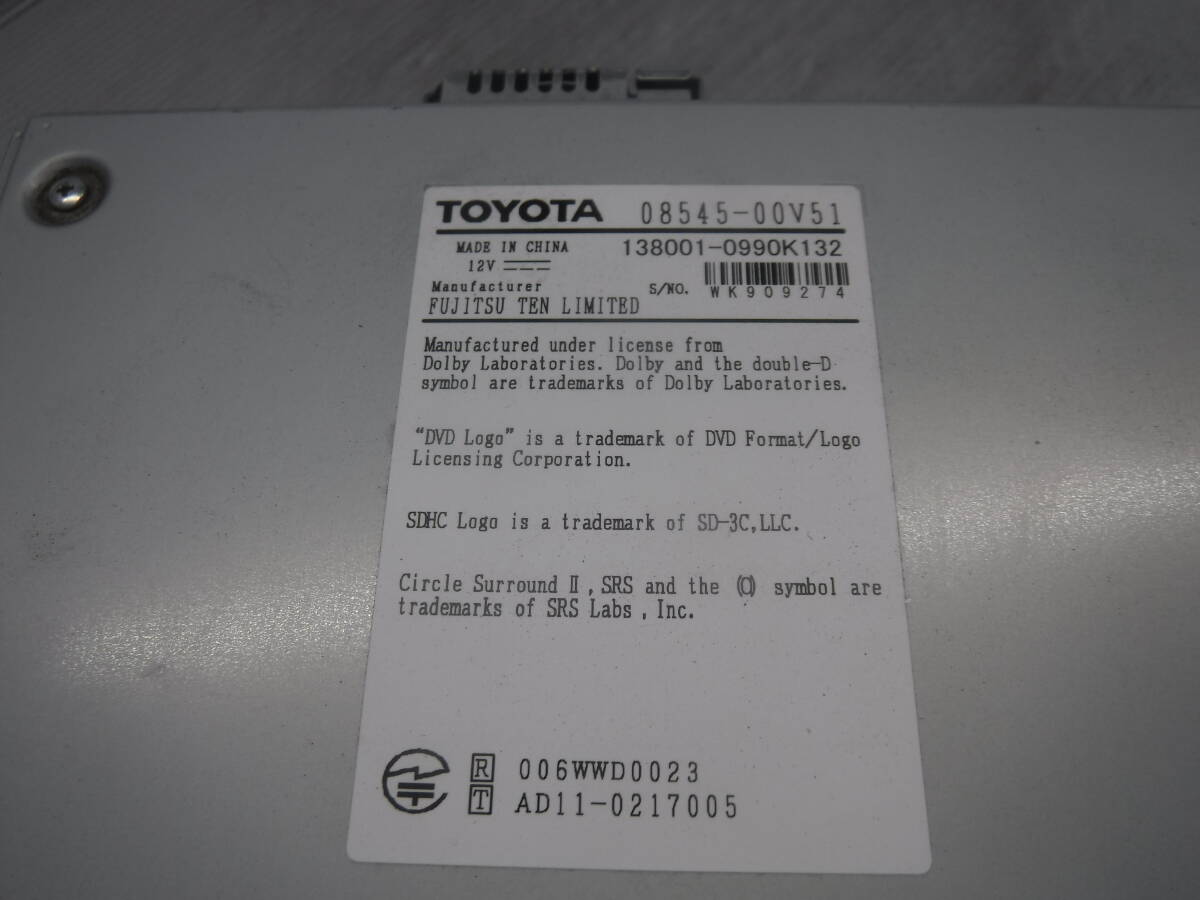 TOYOTA 08545-00V51
MADE IN CHINA 138001-0990K132
12V
Manufacturer S/NO. WK909274
FUJITSU TEN LIMITED
Manufactured under license from
Dolby Laboratories. Dolby and the double-D
symbol are trademarks of Dolby Laboratories.
“DVD Logo” is a trademark of DVD Format/Logo
Licensing Corporation.
SDHC Logo is a trademark of SD-3C,LLC.
Circle Surround Ⅱ, SRS and the (O) symbol are
trademarks of SRS Labs , Inc.
R 006WWD0023
T AD11-0217005